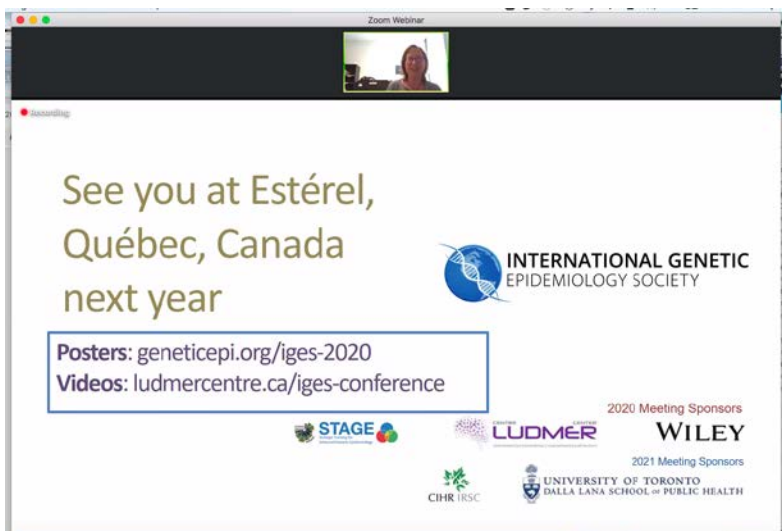 Zoom Webinar
Recording
See you at Estérel,
Québec, Canada
next year
INTERNATIONAL GENETIC
EPIDEMIOLOGY SOCIETY
Posters: geneticepi.org/iges-2020
Videos: ludmercentre.ca/iges-conference
2020 Meeting Sponsors
STAGE
CENTRE
LUDMER
WILEY
2021 Meeting Sponsors
CIHR IRSC
UNIVERSITY OF TORONTO
DALLA LANA SCHOOL OF PUBLIC HEALTH